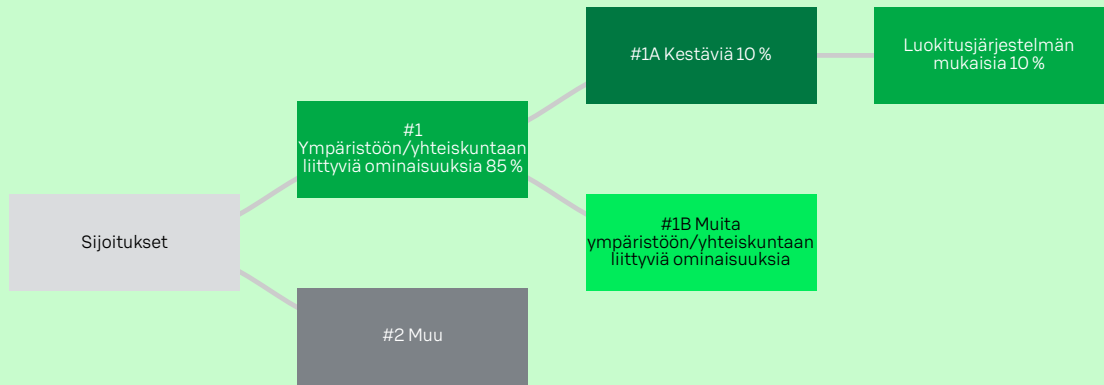 #1A Kestäviä 10 %
Luokitusjärjestelmän
mukaisia 10 %
#1
Ympäristöön/yhteiskuntaan
liittyviä ominaisuuksia 85 %
Sijoitukset
#1B Muita
ympäristöön/yhteiskuntaan
liittyviä ominaisuuksia
#2 Muu